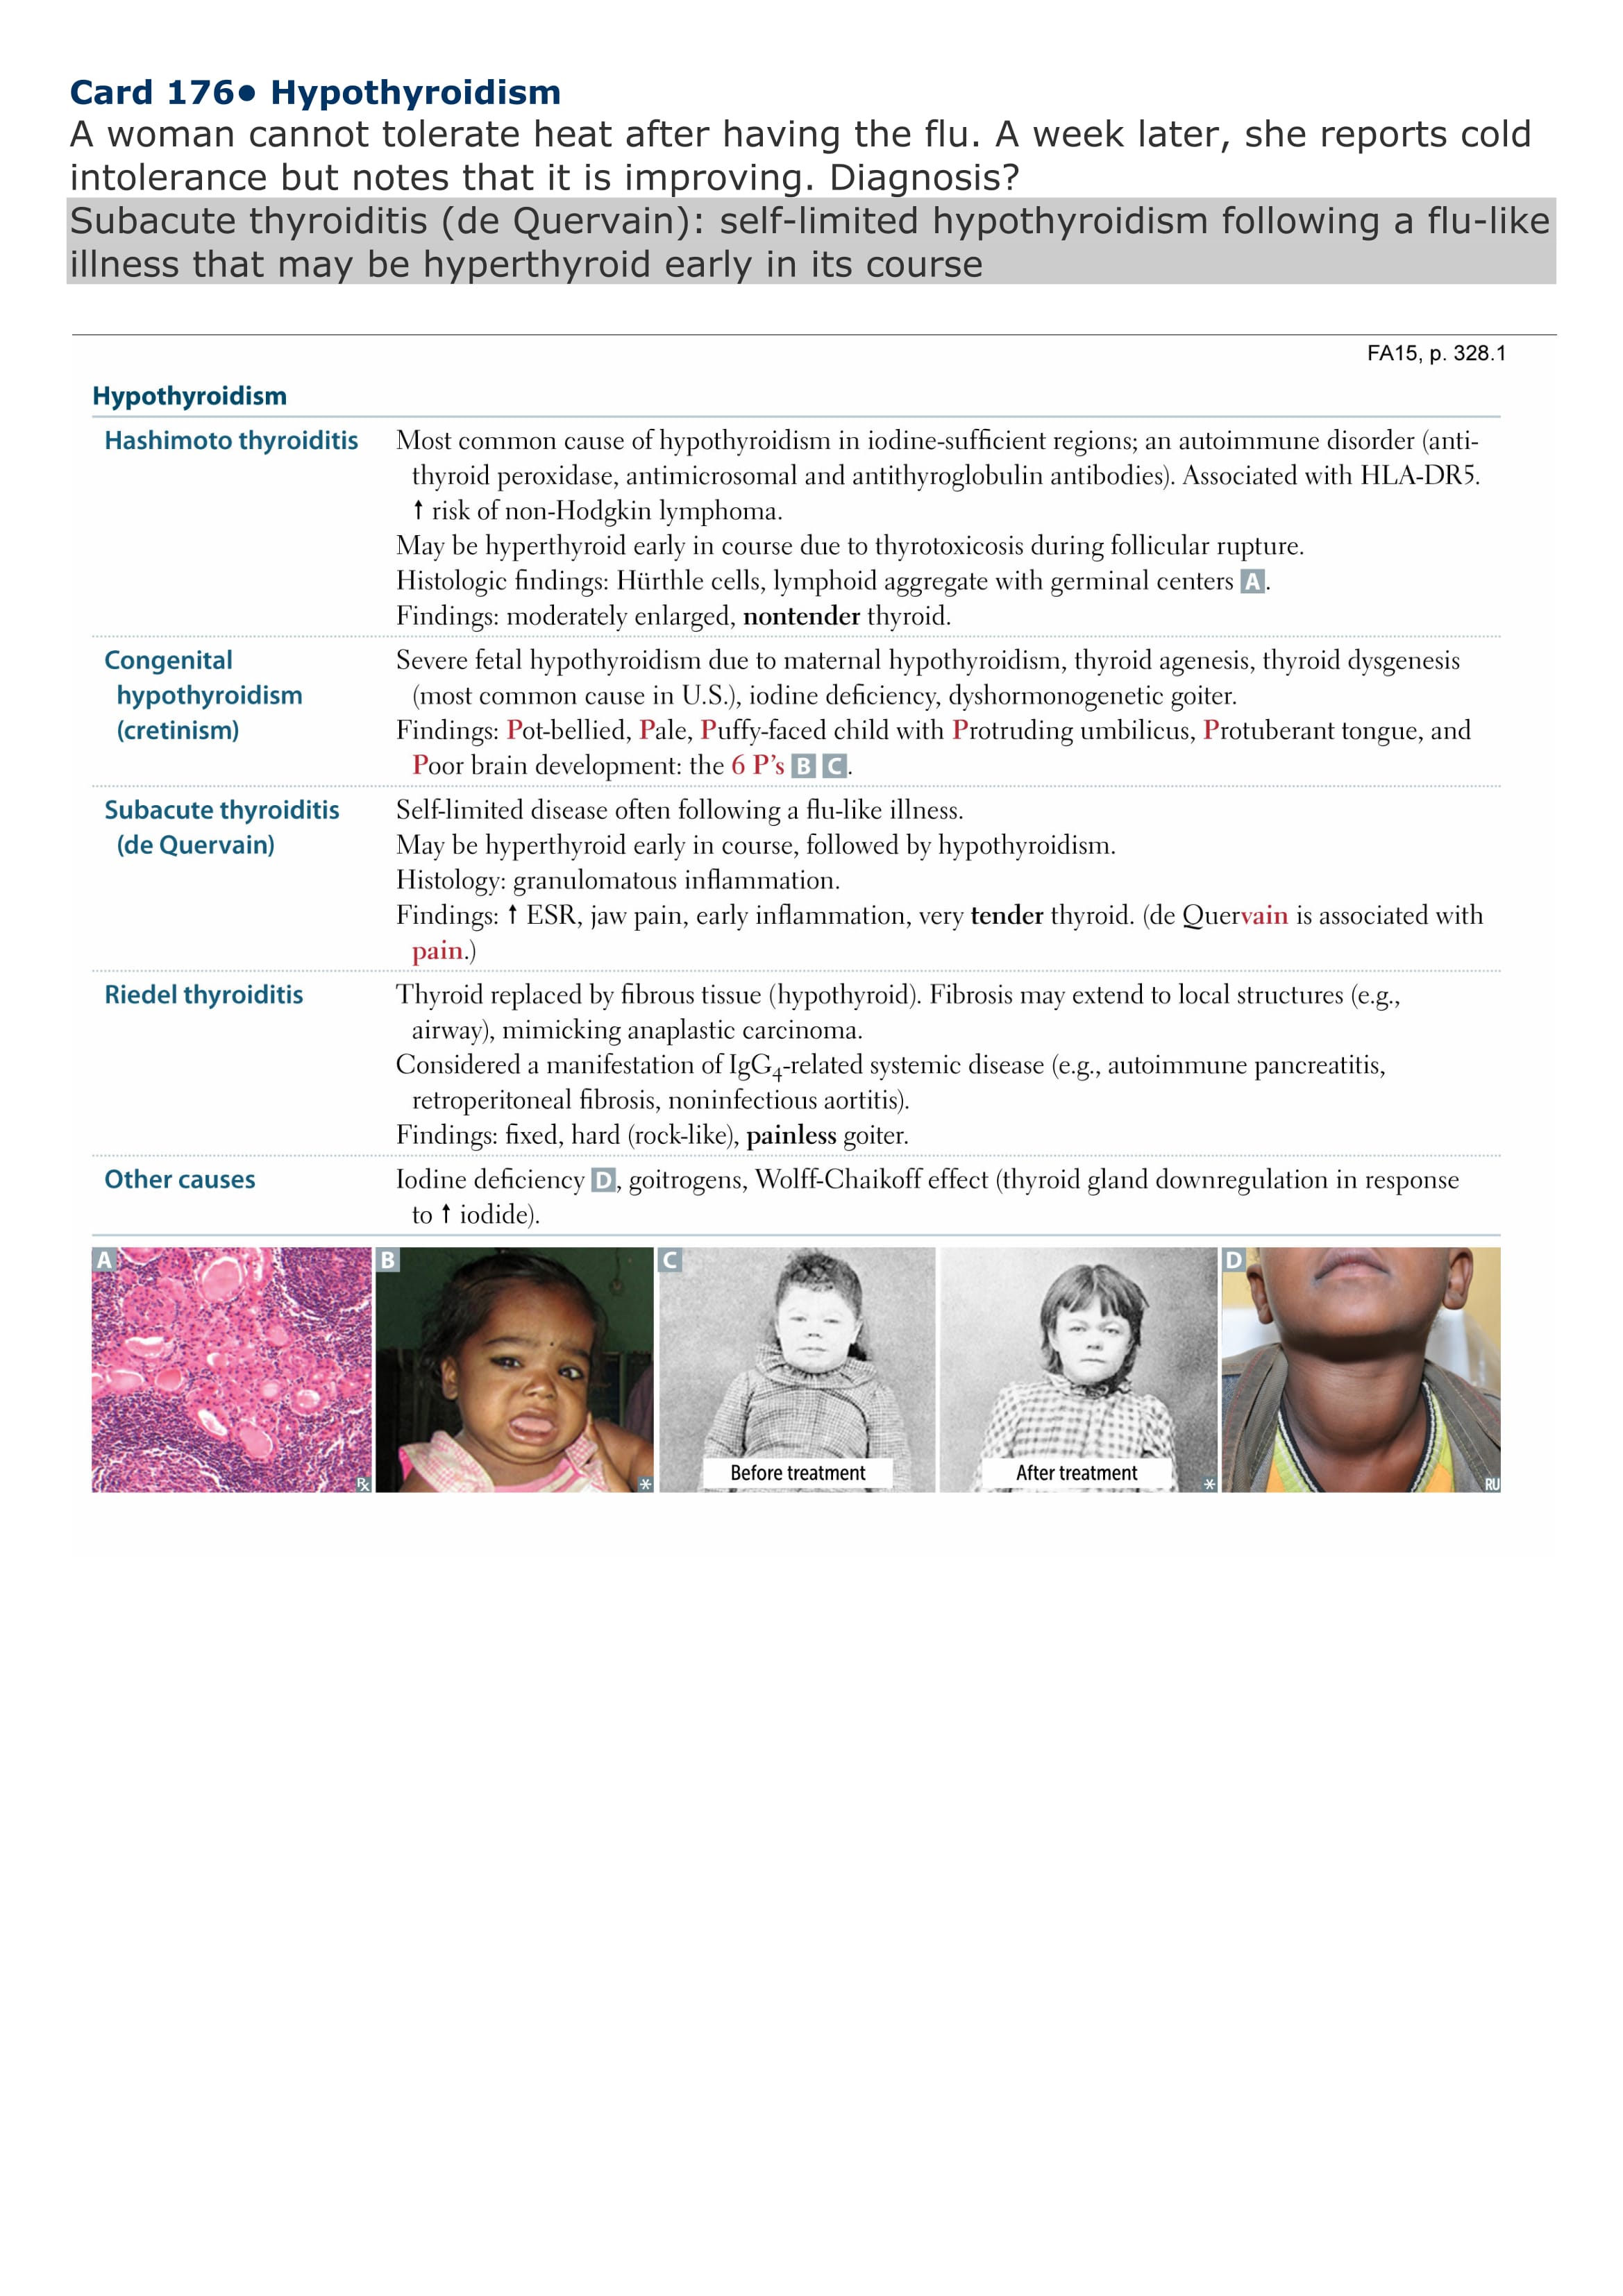 Card 176• Hypothyroidism
A woman cannot tolerate heat after having the flu. A week later, she reports cold
intolerance but notes that it is improving. Diagnosis?
Subacute thyroiditis (de Quervain): self-limited hypothyroidism following a flu-like
illness that may be hyperthyroid early in its course
FA15, p. 328.1
Hypothyroidism
Hashimoto thyroiditis
Most common cause of hypothyroidism in iodine-sufficient regions; an autoimmune disorder (anti-
thyroid peroxidase, antimicrosomal and antithyroglobulin antibodies). Associated with HLA-DR5.
↑ risk of non-Hodgkin lymphoma.
May be hyperthyroid early in course due to thyrotoxicosis during follicular rupture.
Histologic findings: Hürthle cells, lymphoid aggregate with germinal centers A.
Findings: moderately enlarged, nontender thyroid.
Congenital
hypothyroidism
(cretinism)
Severe fetal hypothyroidism due to maternal hypothyroidism, thyroid agenesis, thyroid dysgenesis
(most common cause in U.S.), iodine deficiency, dyshormonogenetic goiter.
Findings: Pot-bellied, Pale, Puffy-faced child with Protruding umbilicus, Protuberant tongue, and
Poor brain development: the 6 P's B C.
Subacute thyroiditis
(de Quervain)
Self-limited disease often following a flu-like illness.
May be hyperthyroid early in course, followed by hypothyroidism.
Histology: granulomatous inflammation.
Findings: ↑ ESR, jaw pain, early inflammation, very tender thyroid. (de Quervain is associated with
pain.)
Riedel thyroiditis
Thyroid replaced by fibrous tissue (hypothyroid). Fibrosis may extend to local structures (e.g.,
airway), mimicking anaplastic carcinoma.
Considered a manifestation of IgG4-related systemic disease (e.g., autoimmune pancreatitis,
retroperitoneal fibrosis, noninfectious aortitis).
Findings: fixed, hard (rock-like), painless goiter.
Other causes
Iodine deficiency D, goitrogens, Wolff-Chaikoff effect (thyroid gland downregulation in response
to ↑ iodide).
A B C D
Before treatment After treatment
℞ * * RU